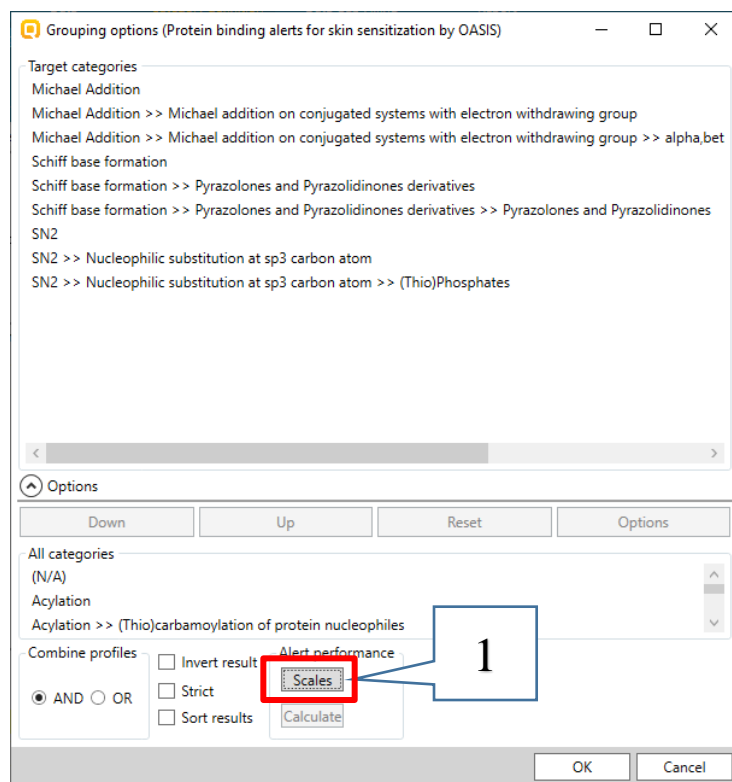 Grouping options (Protein binding alerts for skin sensitization by OASIS)
Target categories
Michael Addition
Michael Addition >> Michael addition on conjugated systems with electron withdrawing group
Michael Addition >> Michael addition on conjugated systems with electron withdrawing group >> alpha,bet
Schiff base formation
Schiff base formation >> Pyrazolones and Pyrazolidinones derivatives
Schiff base formation >> Pyrazolones and Pyrazolidinones derivatives >> Pyrazolones and Pyrazolidinones
SN2
SN2 >> Nucleophilic substitution at sp3 carbon atom
SN2 >> Nucleophilic substitution at sp3 carbon atom >> (Thio)Phosphates
Options
Down Up Reset Options
All categories
(N/A)
Acylation
Acylation >> (Thio)carbamoylation of protein nucleophiles
Combine profiles
AND OR
Invert result
Strict
Sort results
Alert performance
Scales
Calculate
1
OK Cancel